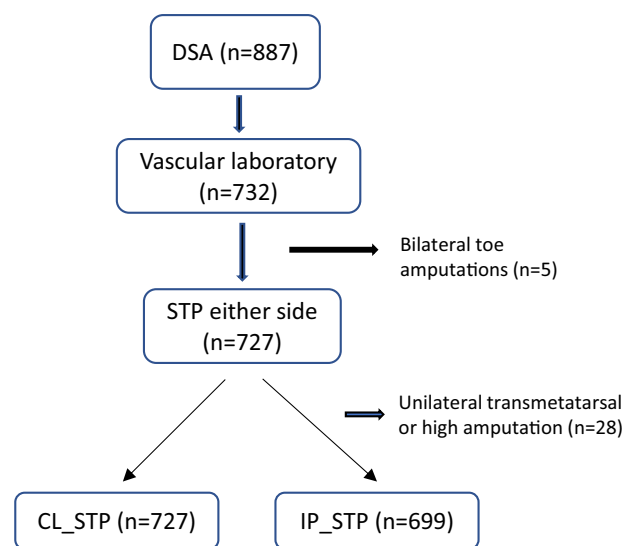 DSA (n=887)
Vascular laboratory
(n=732)
Bilateral toe
amputations (n=5)
STP either side
(n=727)
Unilateral transmetatarsal
or high amputation (n=28)
CL_STP (n=727)
IP_STP (n=699)